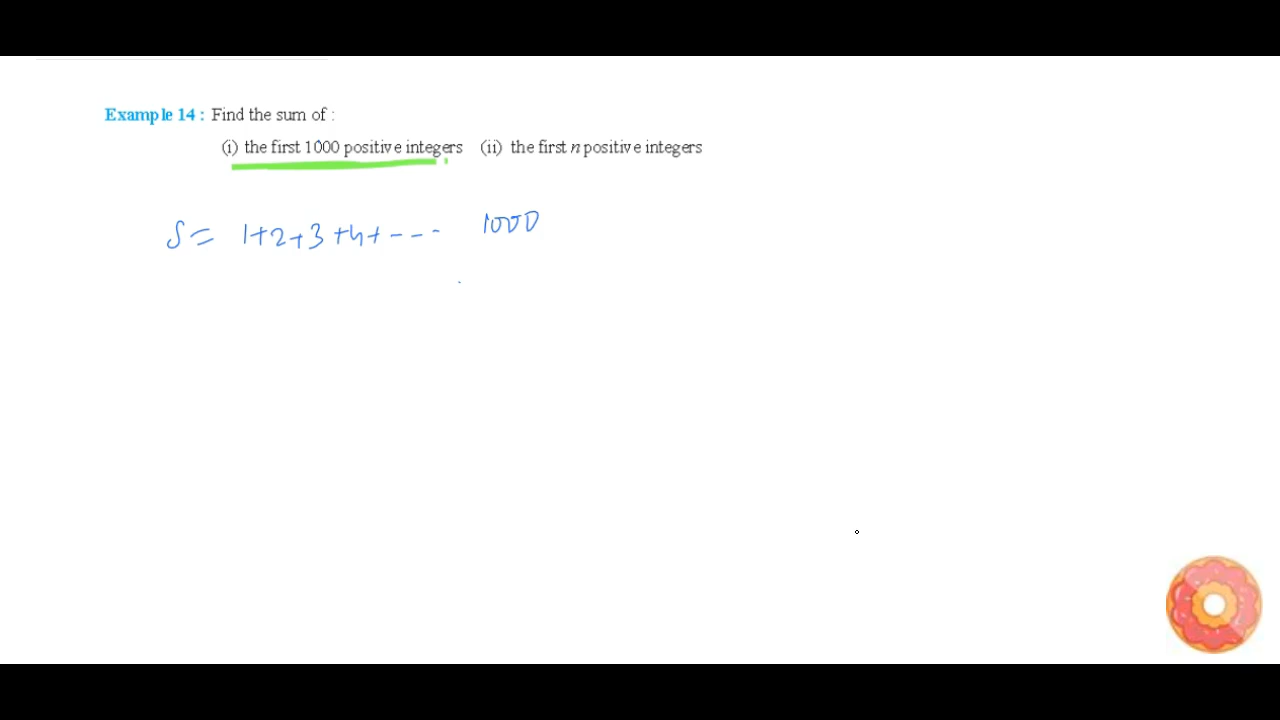 Example 14 : Find the sum of :
(i) the first 1000 positive integers (ii) the first n positive integers
S = 1+2+3+4+---- 1000